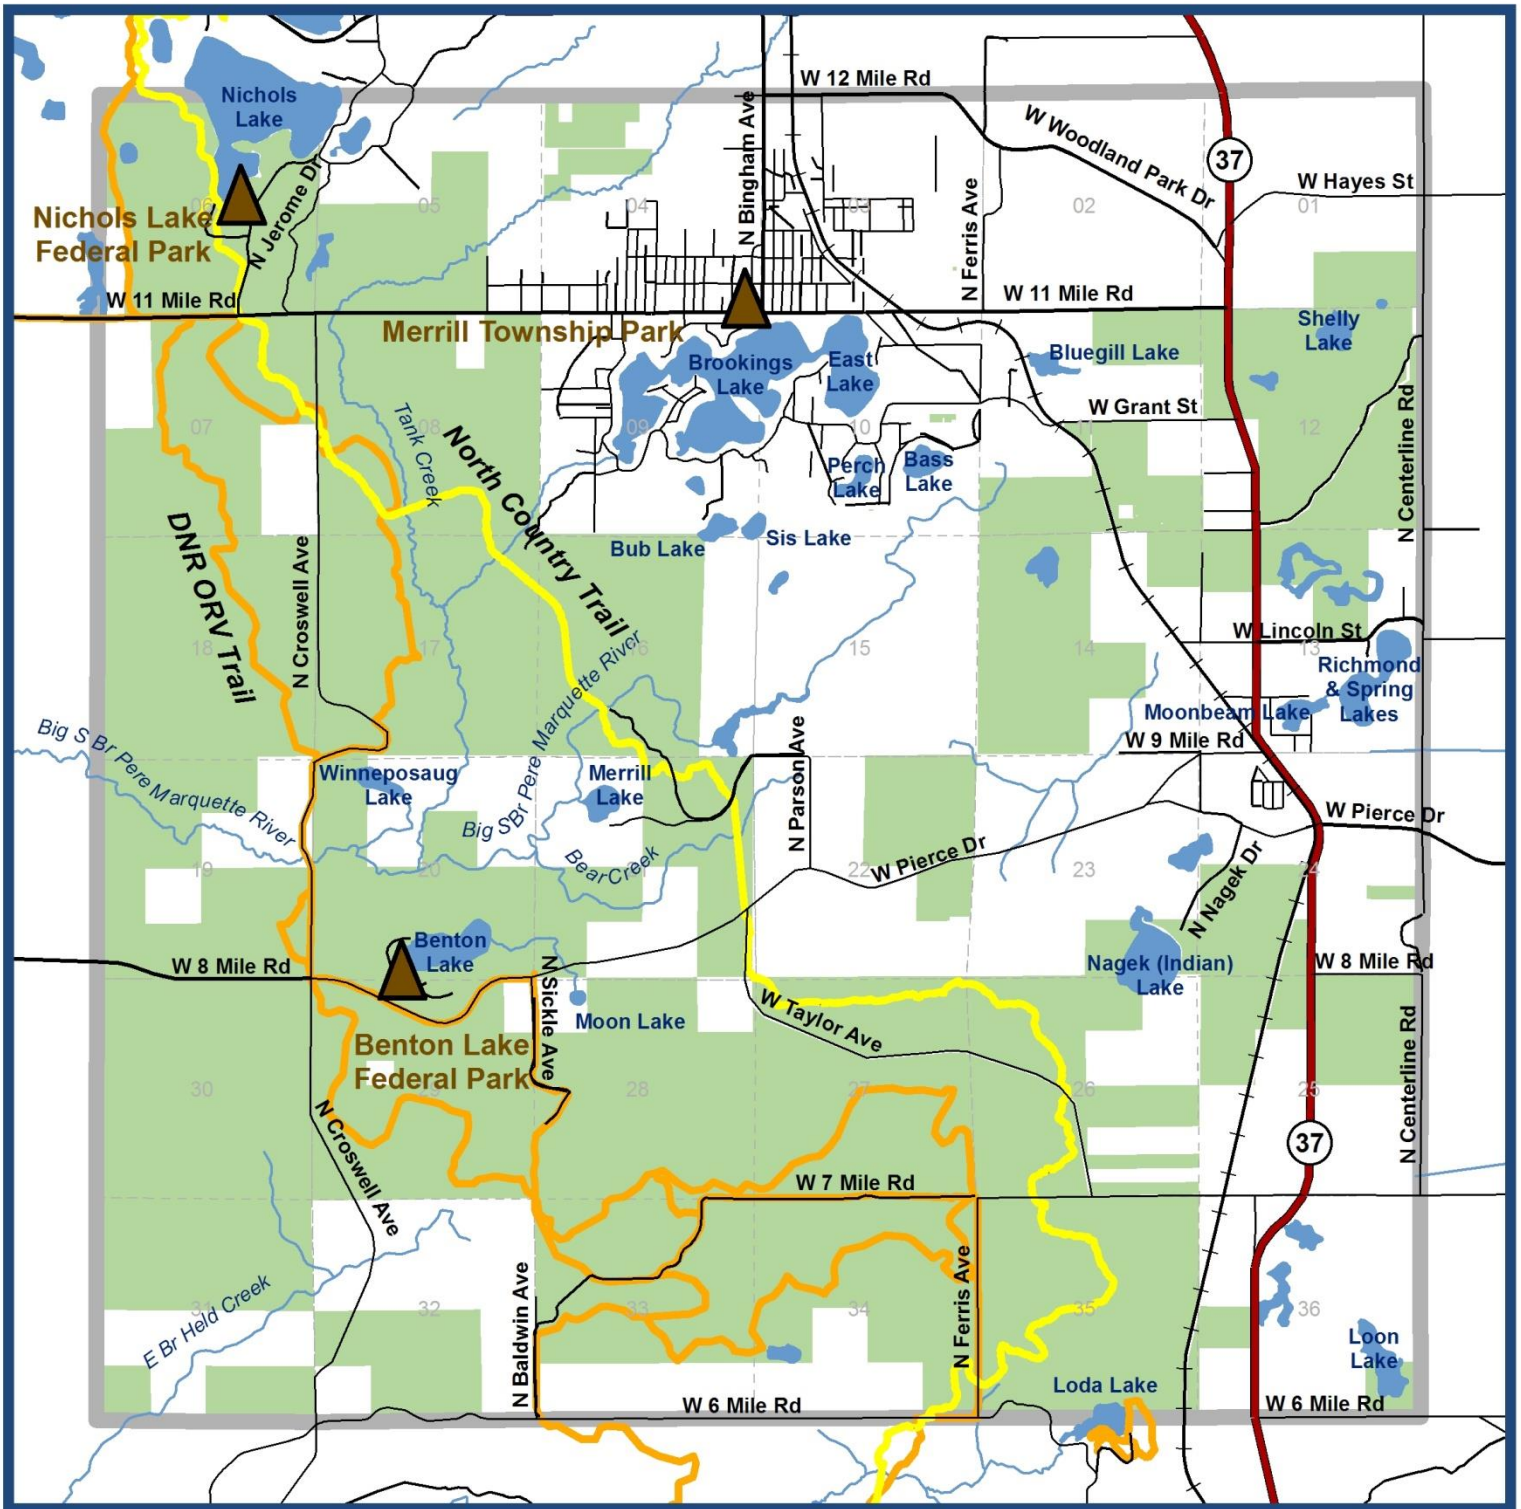 W 12 Mile Rd
Nichols
Lake
N Bingham Ave
W Woodland Park Dr
37
W Hayes St
N Jerome Dr
N Ferris Ave
06
05
04
03
02
01
Nichols Lake
Federal Park
W 11 Mile Rd
W 11 Mile Rd
Merrill Township Park
Shelly
Lake
Brookings
Lake
East
Lake
Bluegill Lake
W Grant St
N Centerline Rd
07
08
09
10
11
12
Tank Creek
North Country Trail
Perch
Lake
Bass
Lake
DNR ORV Trail
N Croswell Ave
Bub Lake
Sis Lake
W Lincoln St
18
17
16
15
14
13
Richmond
& Spring
Lakes
Moonbeam Lake
W 9 Mile Rd
Big S Br Pere Marquette River
Big S Br Pere Marquette River
Winneposaug
Lake
Merrill
Lake
N Parson Ave
W Pierce Dr
W Pierce Dr
Bear Creek
19
20
21
22
23
24
N Nagek Dr
Benton
Lake
W 8 Mile Rd
N Sickle Ave
Nagek (Indian)
Lake
W 8 Mile Rd
Moon Lake
W Taylor Ave
Benton Lake
Federal Park
N Centerline Rd
30
29
28
27
26
25
N Croswell Ave
37
W 7 Mile Rd
E Br Held Creek
N Baldwin Ave
N Ferris Ave
31
32
33
34
35
36
Loon
Lake
Loda Lake
W 6 Mile Rd
W 6 Mile Rd